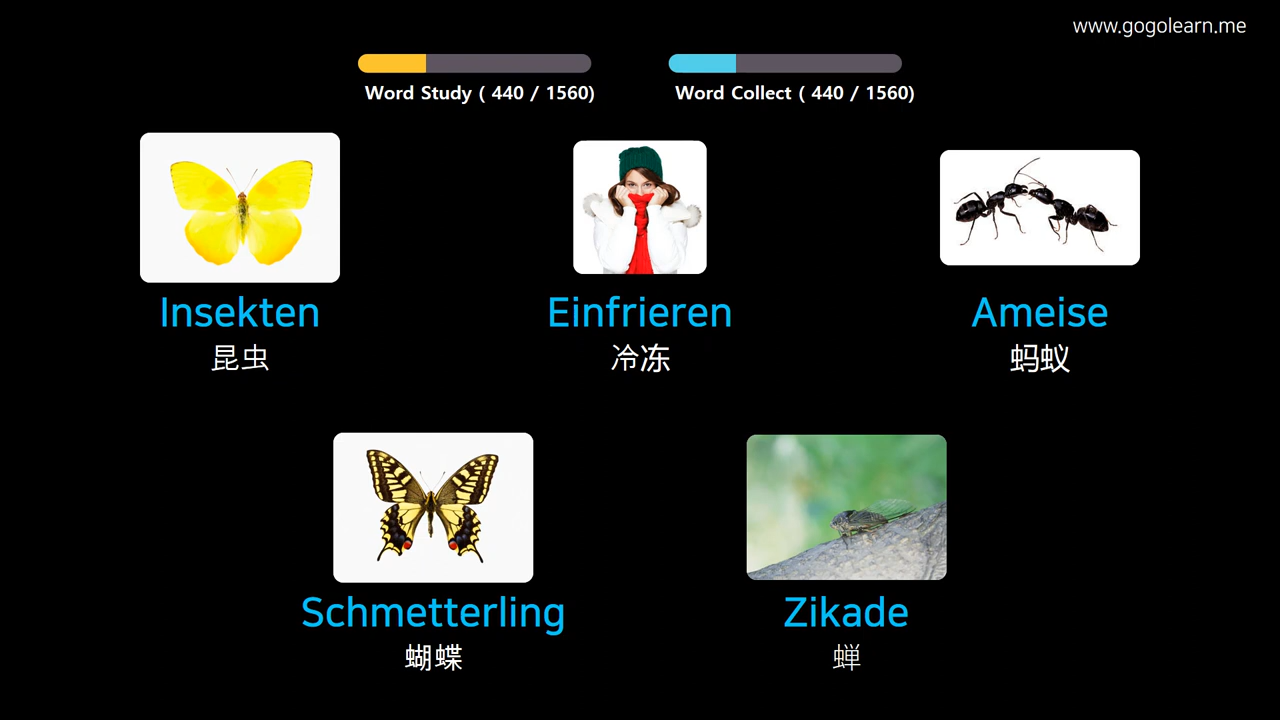 www.gogolearn.me
Word Study ( 440 / 1560)
Word Collect ( 440 / 1560)
Insekten
昆虫
Einfrieren
冷冻
Ameise
蚂蚁
Schmetterling
蝴蝶
Zikade
蝉